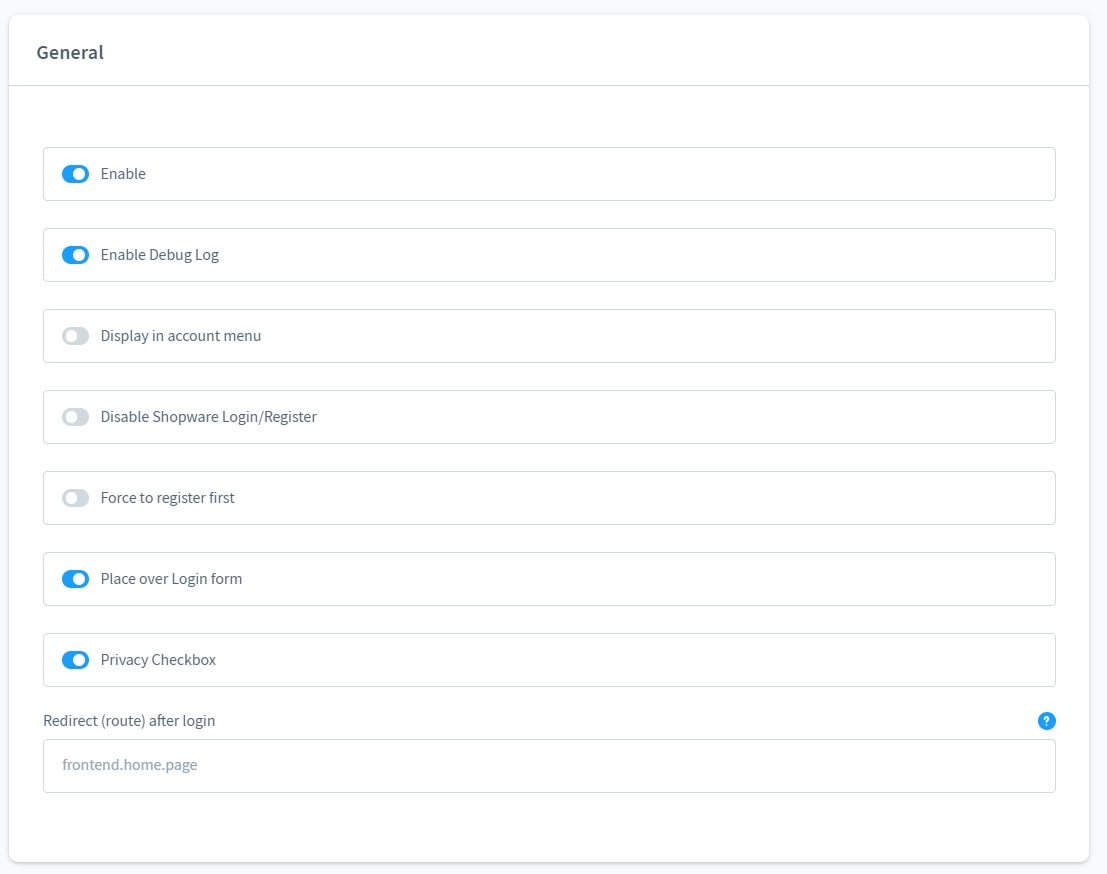 General
Enable
Enable Debug Log
Display in account menu
Disable Shopware Login/Register
Force to register first
Place over Login form
Privacy Checkbox
Redirect (route) after login ?
frontend.home.page